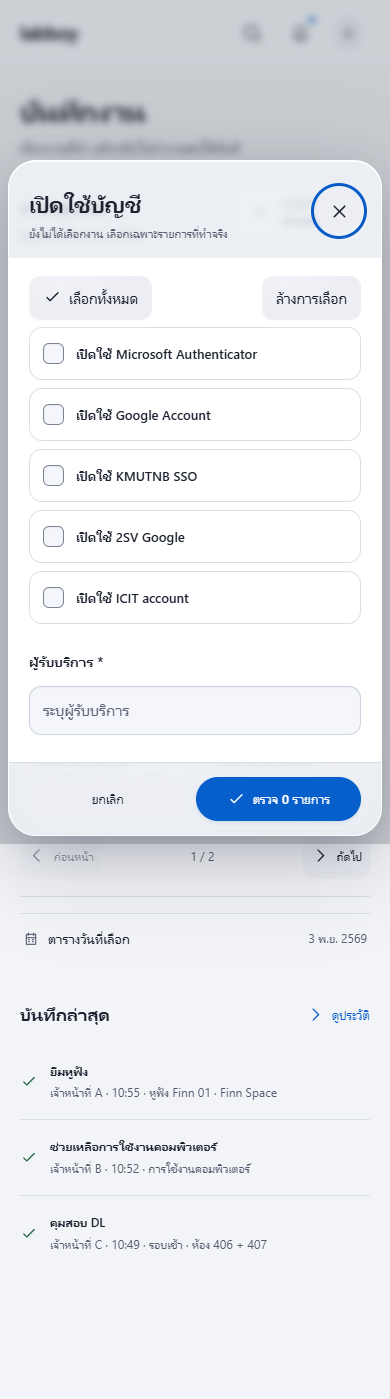 labboy
บันทึกงาน
เปิดใช้บัญชี
ยังไม่ได้เลือกงาน เลือกเฉพาะรายการที่ทำจริง
เลือกทั้งหมด
ล้างการเลือก
เปิดใช้ Microsoft Authenticator
เปิดใช้ Google Account
เปิดใช้ KMUTNB SSO
เปิดใช้ 2SV Google
เปิดใช้ ICIT account
ผู้รับบริการ *
ระบุผู้รับบริการ
ยกเลิก
ตรวจ 0 รายการ
ก่อนหน้า
1 / 2
ถัดไป
ตารางวันที่เลือก
3 พ.ย. 2569
บันทึกล่าสุด
ดูประวัติ
ยืมหูฟัง
เจ้าหน้าที่ A · 10:55 · หูฟัง Finn 01 · Finn Space
ช่วยเหลือการใช้งานคอมพิวเตอร์
เจ้าหน้าที่ B · 10:52 · การใช้งานคอมพิวเตอร์
คุมสอบ DL
เจ้าหน้าที่ C · 10:49 · รอบเช้า · ห้อง 406 + 407